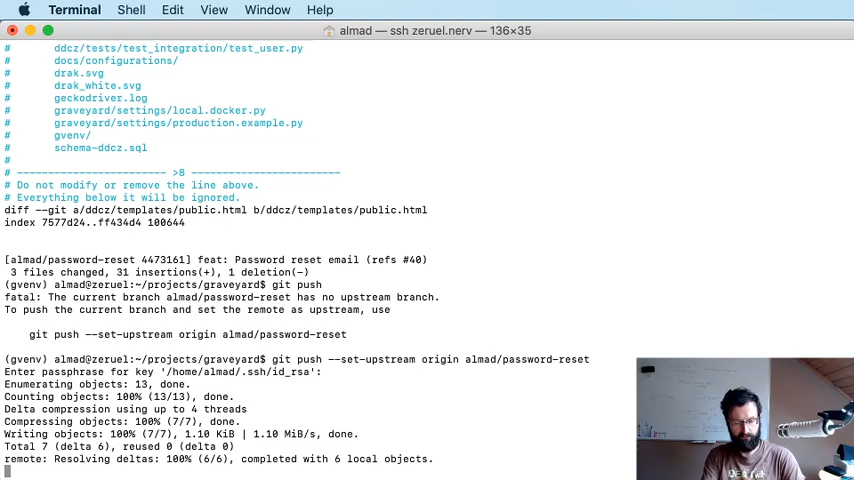 Terminal Shell Edit View Window Help
almad — ssh zeruel.nerv — 136×35
# ddcz/tests/test_integration/test_user.py
# docs/configurations/
# drak.svg
# drak_white.svg
# geckodriver.log
# graveyard/settings/local.docker.py
# graveyard/settings/production.example.py
# gvenv/
# schema-ddcz.sql
#
# ------------------------ >8 ------------------------
# Do not modify or remove the line above.
# Everything below it will be ignored.
diff --git a/ddcz/templates/public.html b/ddcz/templates/public.html
index 7577d24..ff434d4 100644
[almad/password-reset 4473161] feat: Password reset email (refs #40)
3 files changed, 31 insertions(+), 1 deletion(-)
(gvenv) almad@zeruel:~/projects/graveyard$ git push
fatal: The current branch almad/password-reset has no upstream branch.
To push the current branch and set the remote as upstream, use
git push --set-upstream origin almad/password-reset
(gvenv) almad@zeruel:~/projects/graveyard$ git push --set-upstream origin almad/password-reset
Enter passphrase for key '/home/almad/.ssh/id_rsa':
Enumerating objects: 13, done.
Counting objects: 100% (13/13), done.
Delta compression using up to 4 threads
Compressing objects: 100% (7/7), done.
Writing objects: 100% (7/7), 1.10 KiB | 1.10 MiB/s, done.
Total 7 (delta 6), reused 0 (delta 0)
remote: Resolving deltas: 100% (6/6), completed with 6 local objects.